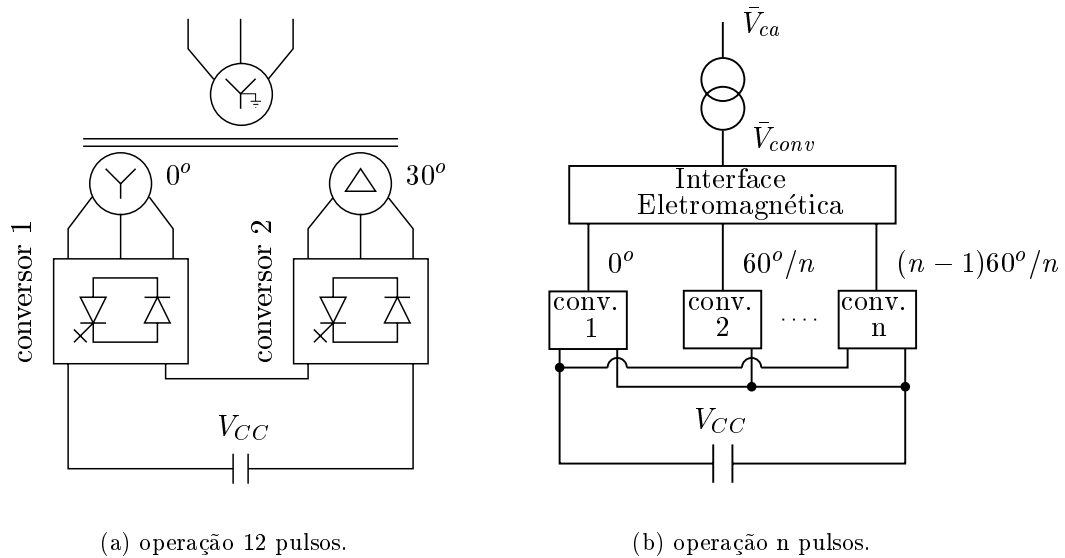 0º
30º
conversor 1
conversor 2
V_CC
(a) operação 12 pulsos.
V̄_ca
V̄_conv
Interface
Eletromagnética
0º
60º/n
(n − 1)60º/n
conv.
1
conv.
2
....
conv.
n
V_CC
(b) operação n pulsos.